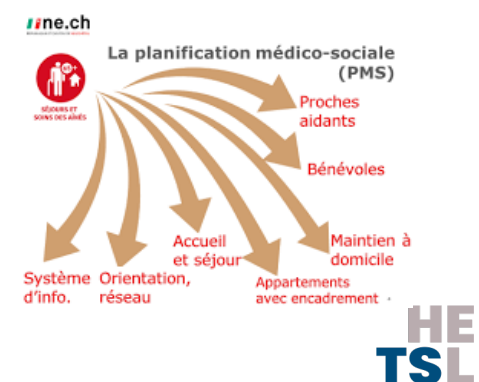 ne.ch
La planification médico-sociale
(PMS)
SÉJOURS ET
SOINS DES AÎNÉS
Proches
aidants
Bénévoles
Maintien à
domicile
Accueil
et séjour
Appartements
avec encadrement
Système
d'info.
Orientation,
réseau
HE
TSL